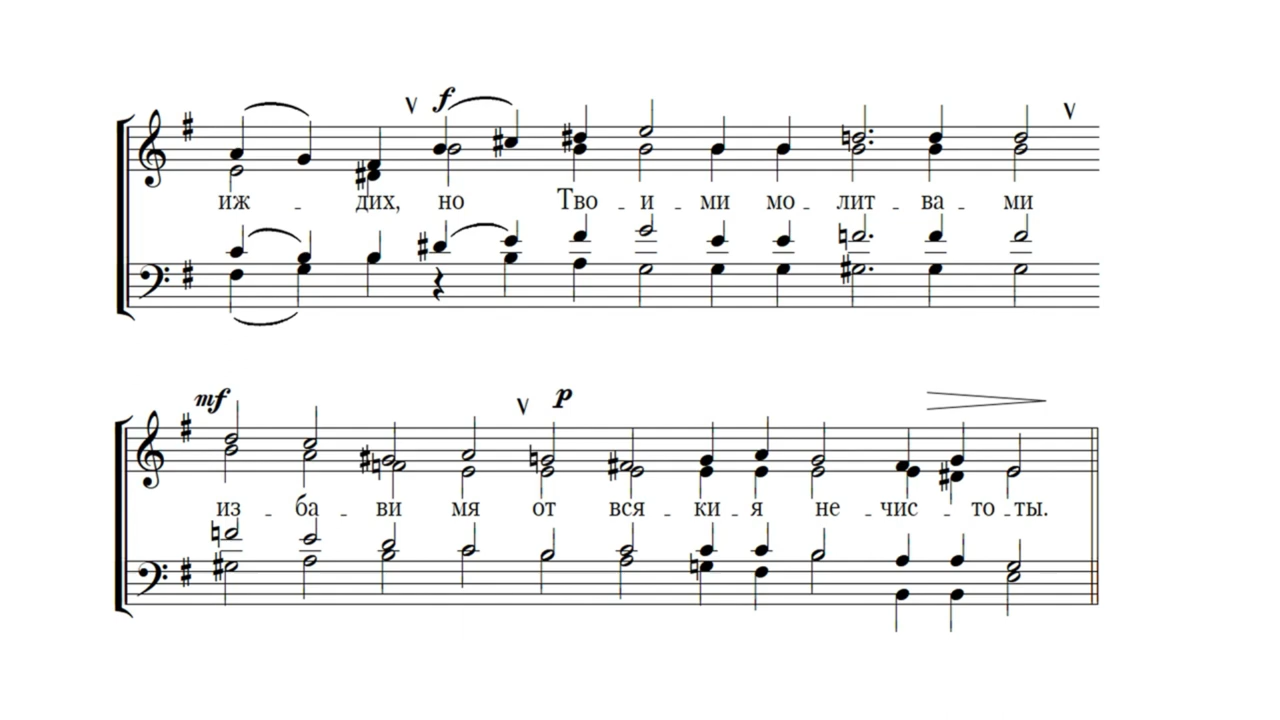 f
иж - дих, но Тво - и - ми мо - лит - ва - ми
mf p
из - ба - ви мя от вся - ки - я не - чис - то - ты.